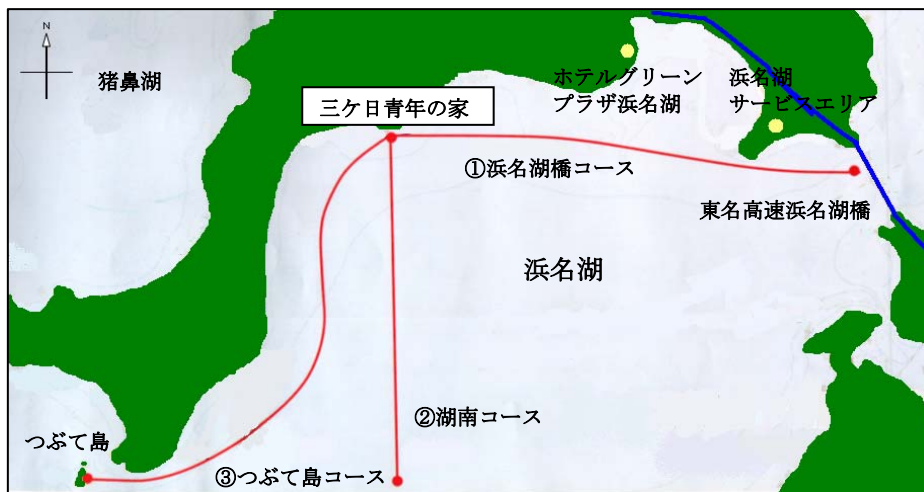 N
猪鼻湖
ホテルグリーン
プラザ浜名湖
浜名湖
サービスエリア
三ケ日青年の家
①浜名湖橋コース
東名高速浜名湖橋
浜名湖
②湖南コース
つぶて島
③つぶて島コース